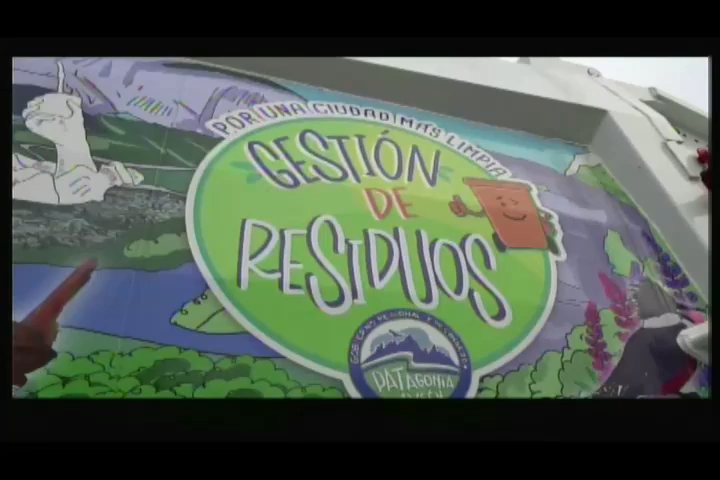 POR UNA CIUDAD MÁS LIMPIA
GESTIÓN
DE
RESIDUOS
PATAGONIA